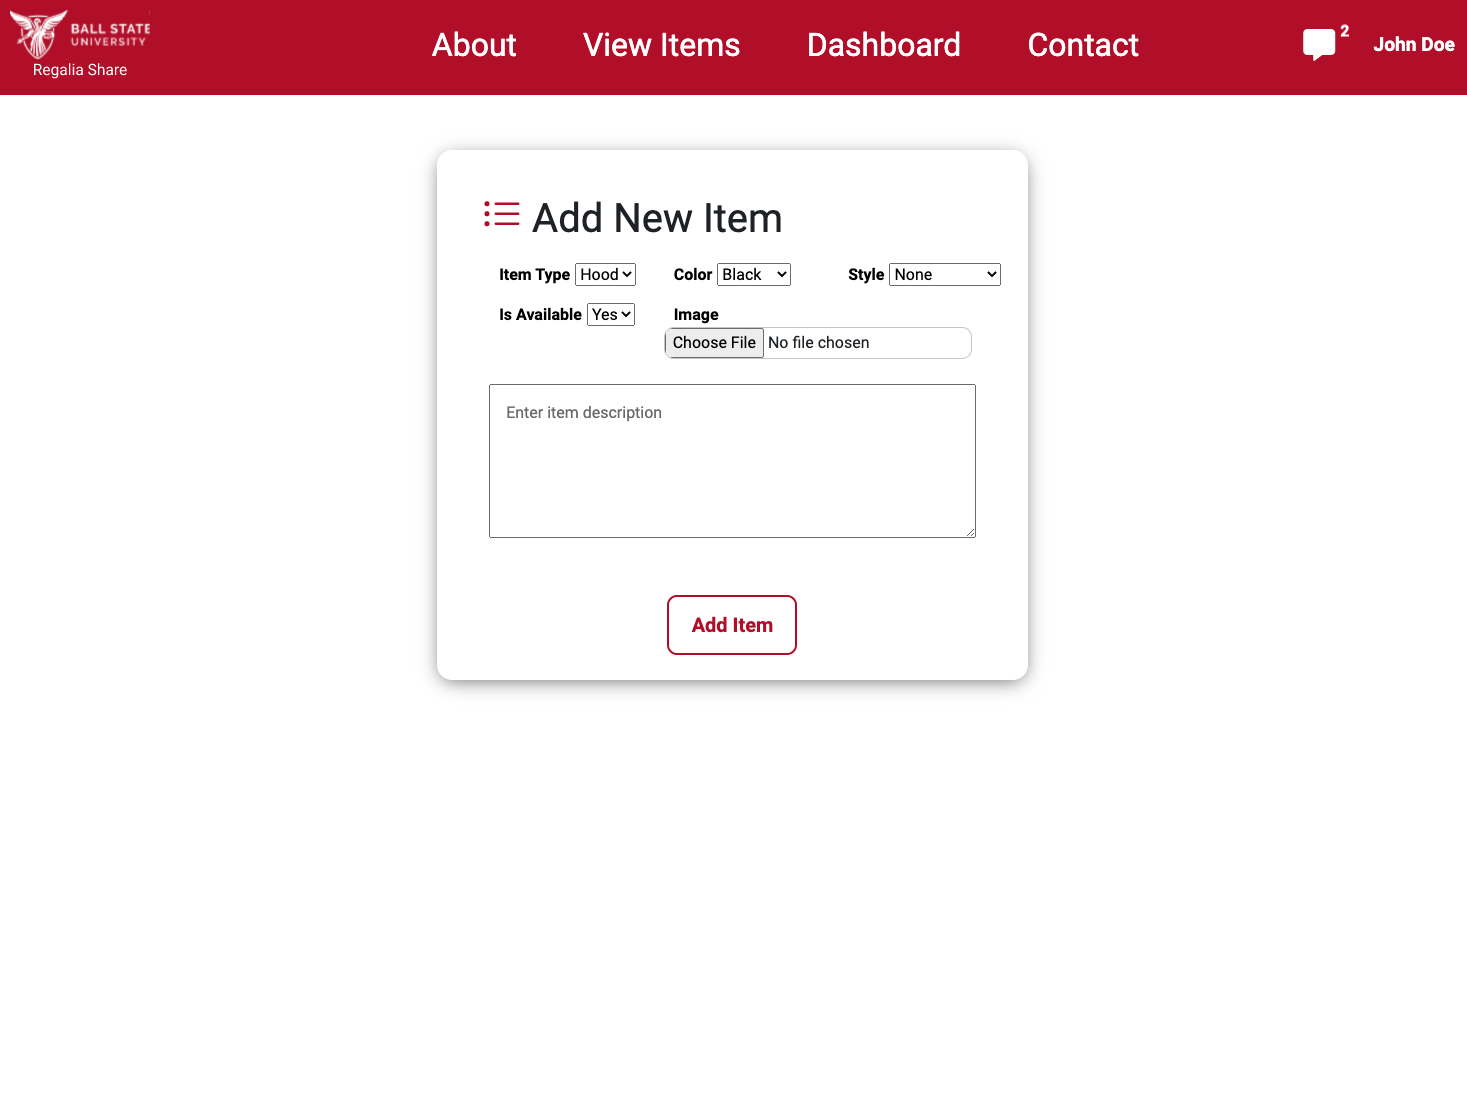 BALL STATE
UNIVERSITY
Regalia Share
About View Items Dashboard Contact
2 John Doe
Add New Item
Item Type Hood Color Black Style None
Is Available Yes Image
Choose File No file chosen
Enter item description
Add Item